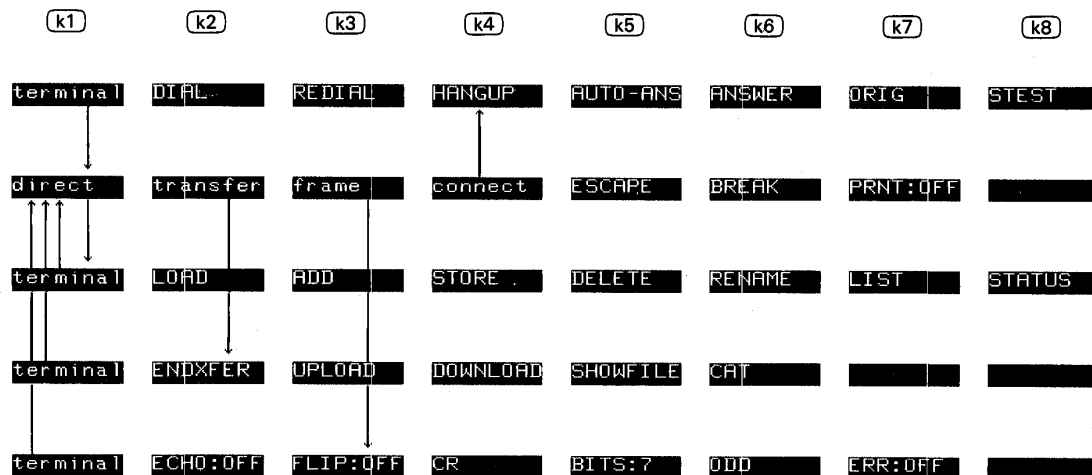 k1 k2 k3 k4 k5 k6 k7 k8
terminal DIAL REDIAL HANGUP AUTO-ANS ANSWER ORIG STEST
direct transfer frame connect ESCAPE BREAK PRNT:OFF
terminal LOAD ADD STORE DELETE RENAME LIST STATUS
terminal ENDXFER UPLOAD DOWNLOAD SHOWFILE CAT
terminal ECHO:OFF FLIP:OFF CR BITS:7 ODD ERR:OFF